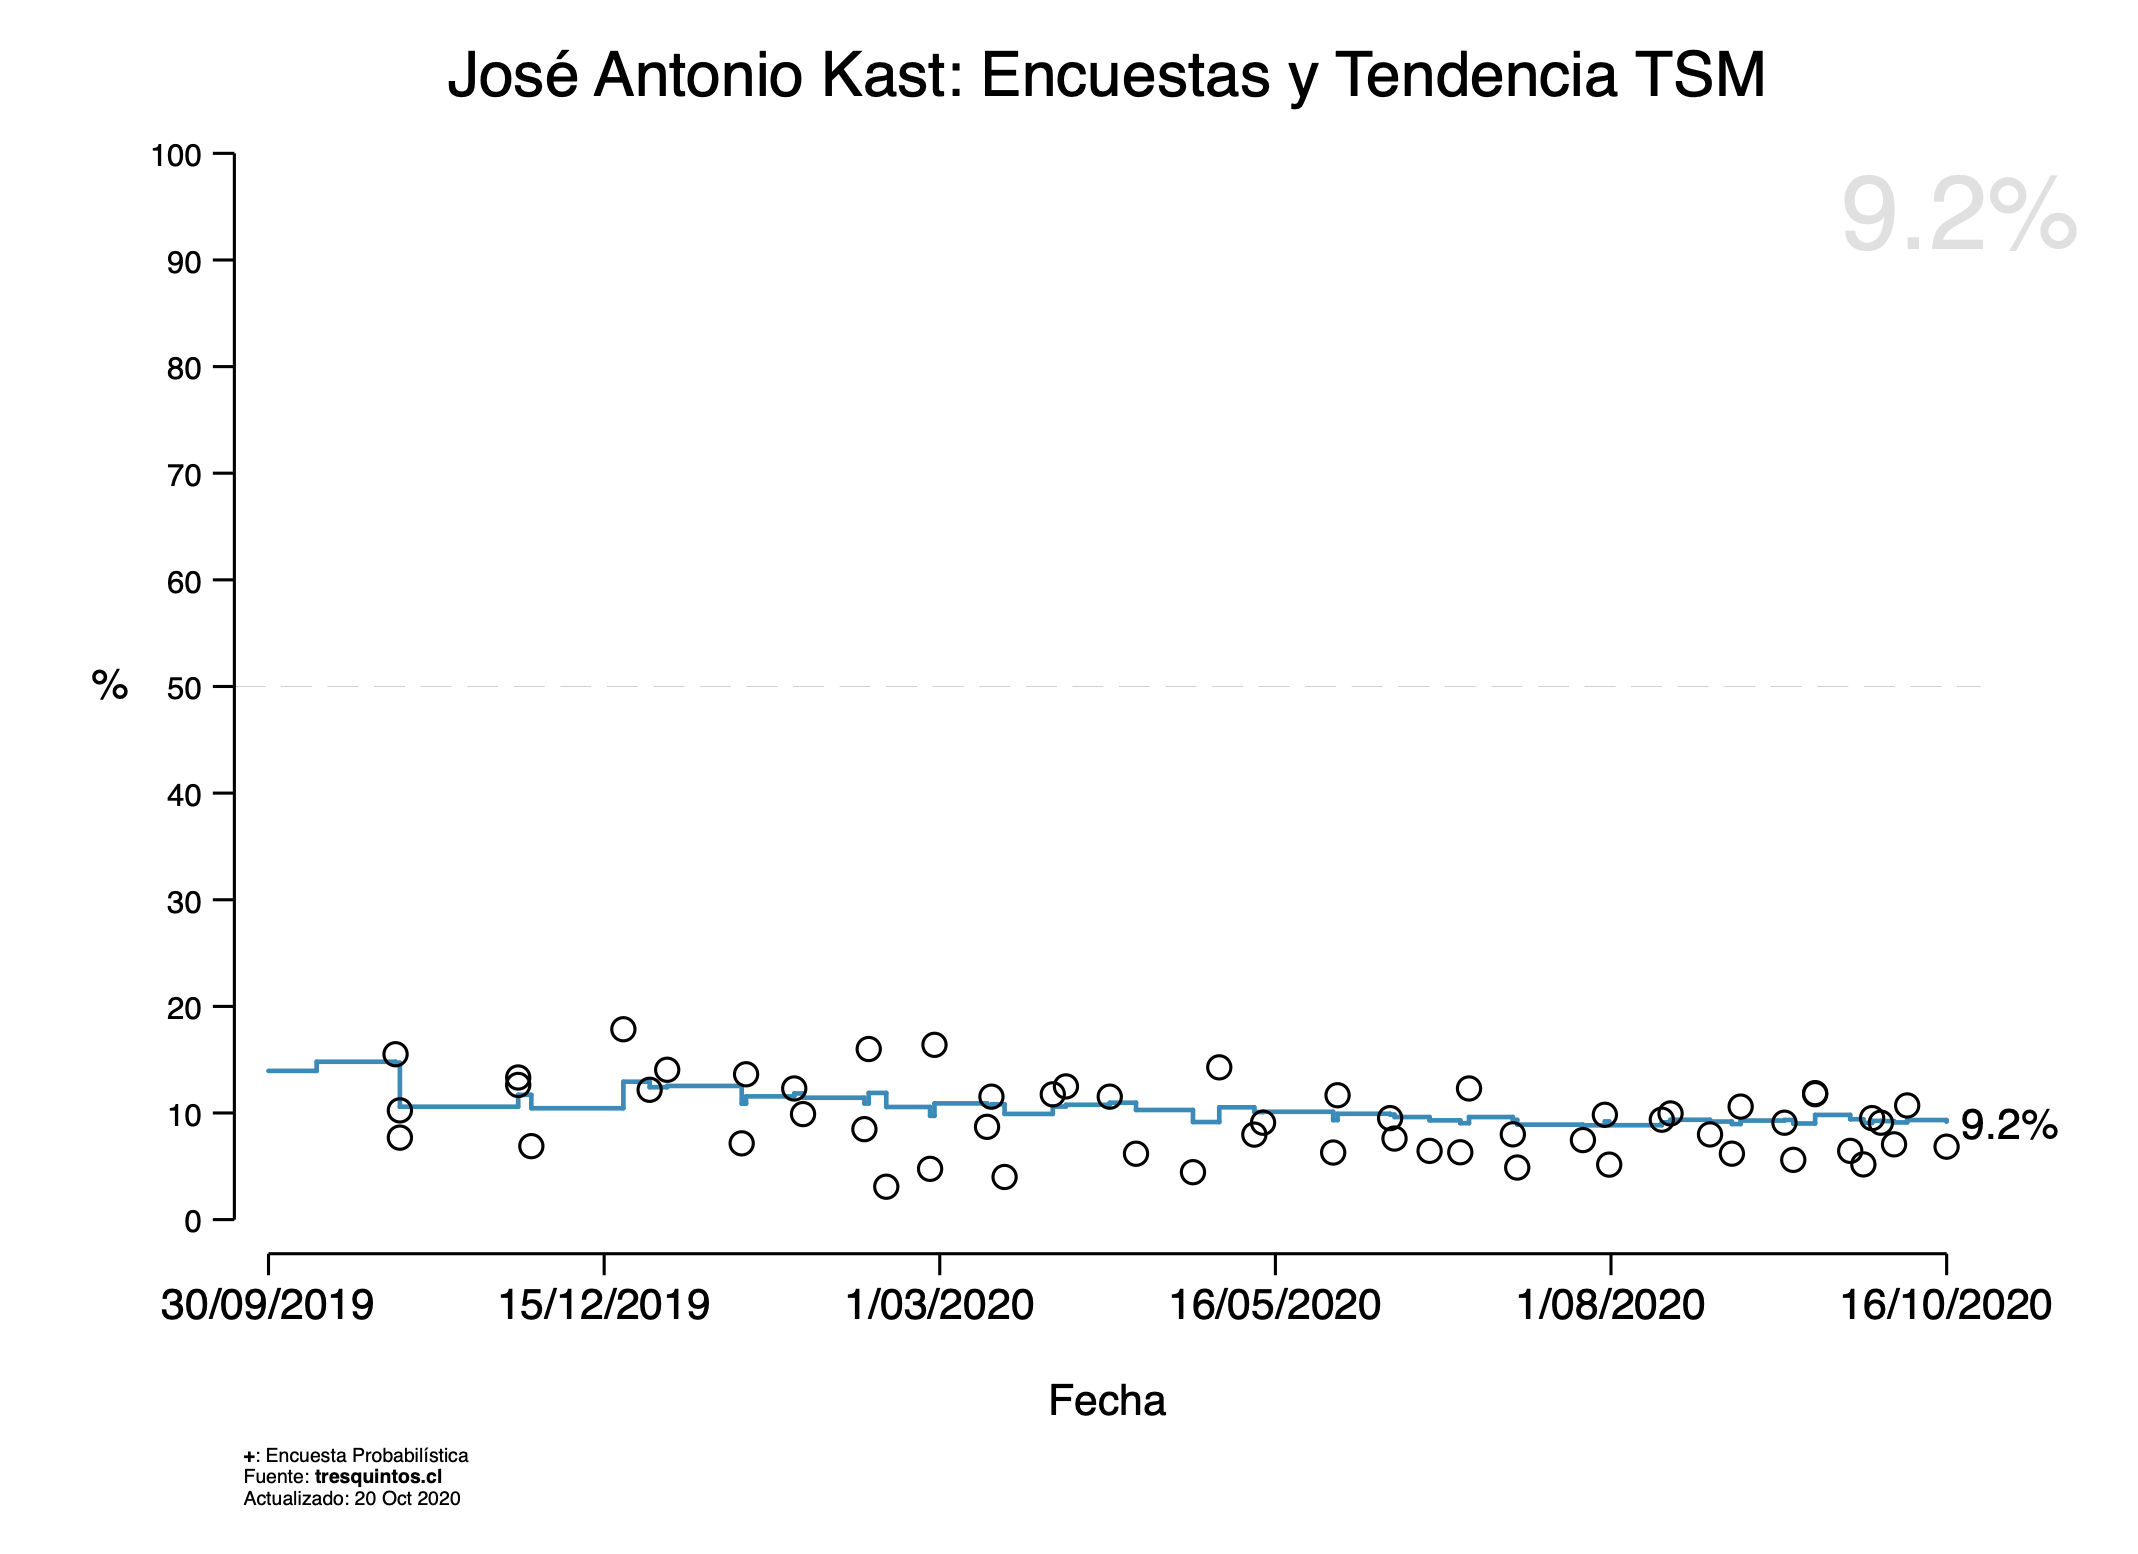 José Antonio Kast: Encuestas y Tendencia TSM
9.2%
100
90
80
70
60
50
40
30
20
10
0
%
9.2%
30/09/2019 15/12/2019 1/03/2020 16/05/2020 1/08/2020 16/10/2020
Fecha
+: Encuesta Probabilística
Fuente: tresquintos.cl
Actualizado: 20 Oct 2020